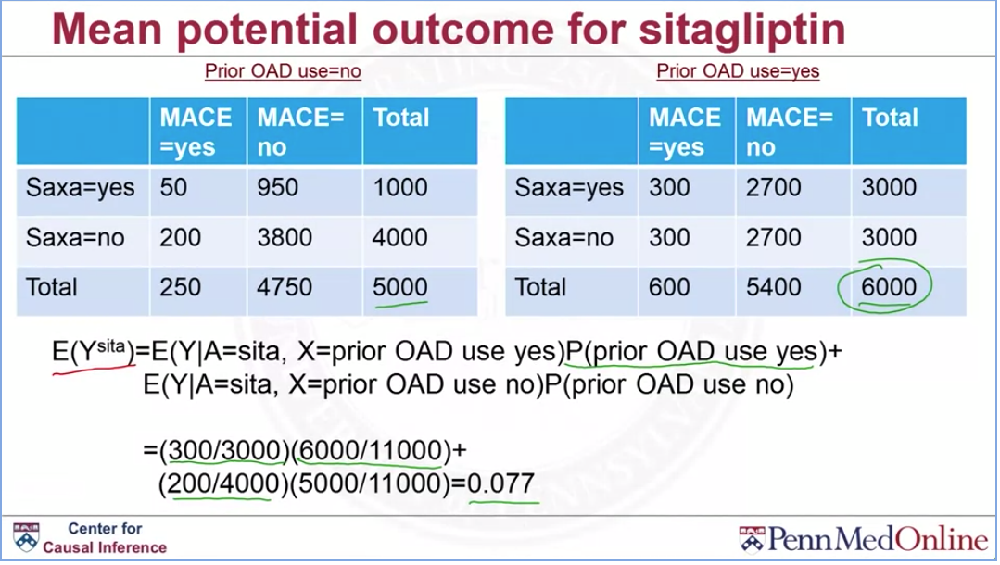 Mean potential outcome for sitagliptin
Prior OAD use=no
MACE =yes MACE= no Total
Saxa=yes 50 950 1000
Saxa=no 200 3800 4000
Total 250 4750 5000
Prior OAD use=yes
MACE =yes MACE= no Total
Saxa=yes 300 2700 3000
Saxa=no 300 2700 3000
Total 600 5400 6000
E(Yˢⁱᵗᵃ)=E(Y|A=sita, X=prior OAD use yes)P(prior OAD use yes)+
E(Y|A=sita, X=prior OAD use no)P(prior OAD use no)
=(300/3000)(6000/11000)+
(200/4000)(5000/11000)=0.077
Center for
Causal Inference
PennMedOnline